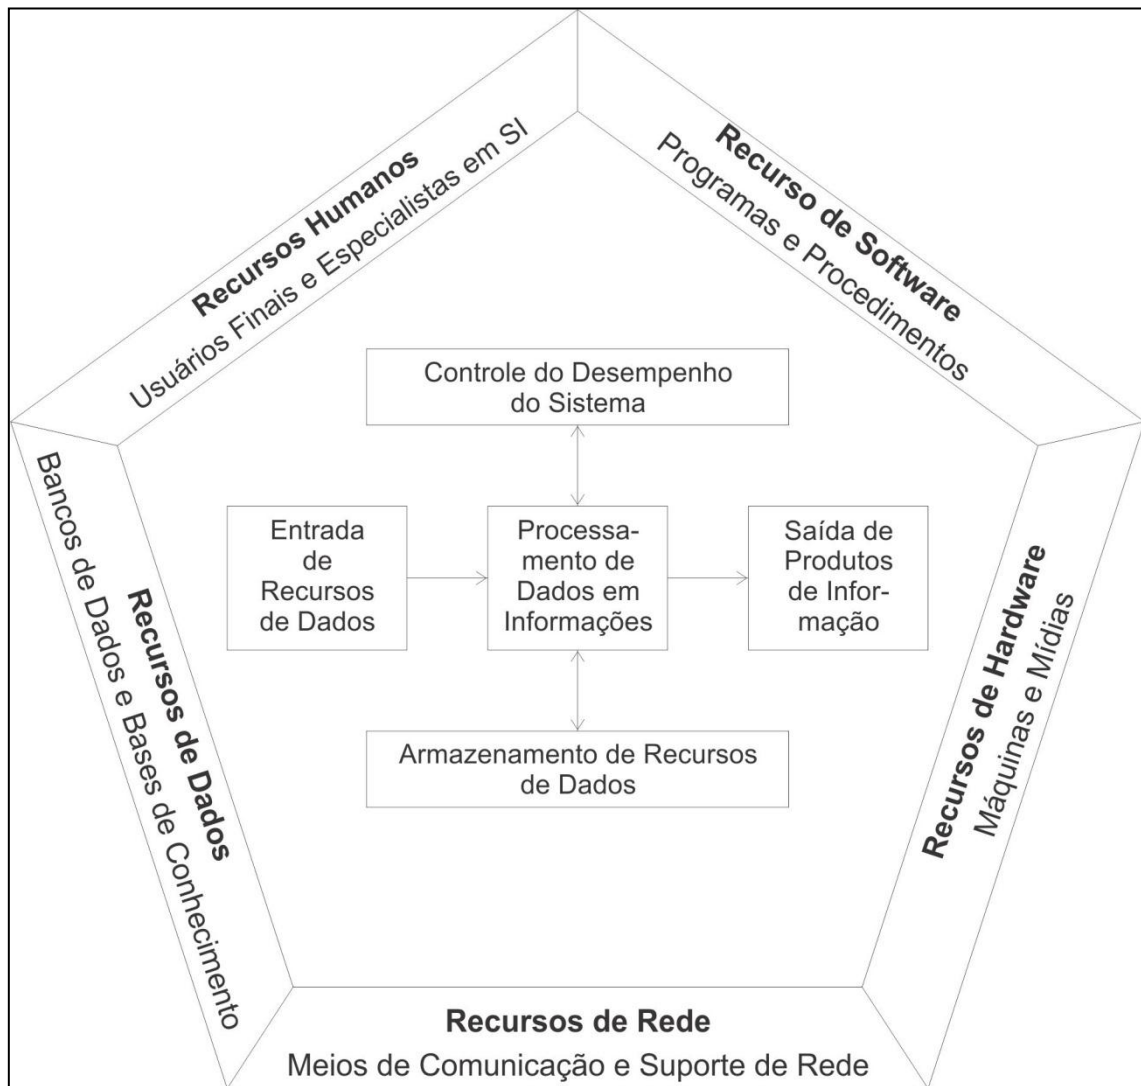 Recursos Humanos
Usuários Finais e Especialistas em SI
Recurso de Software
Programas e Procedimentos
Controle do Desempenho
do Sistema
Entrada
de
Recursos
de Dados
Processa-
mento de
Dados em
Informações
Saída de
Produtos
de Infor-
mação
Armazenamento de Recursos
de Dados
Recursos de Dados
Bancos de Dados e Bases de Conhecimento
Recursos de Hardware
Máquinas e Mídias
Recursos de Rede
Meios de Comunicação e Suporte de Rede